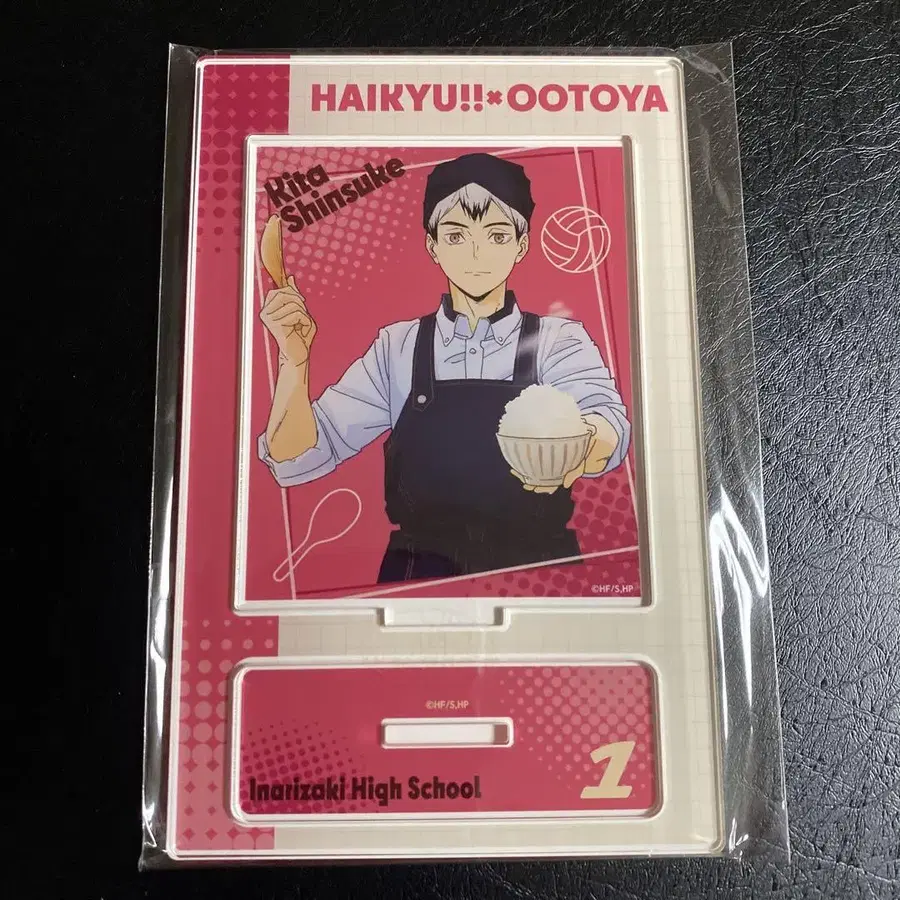 HAIKYU!!×OOTOYA
Kita
Shinsuke
©HF/S,HP
©HF/S,HP
Inarizaki High School
1